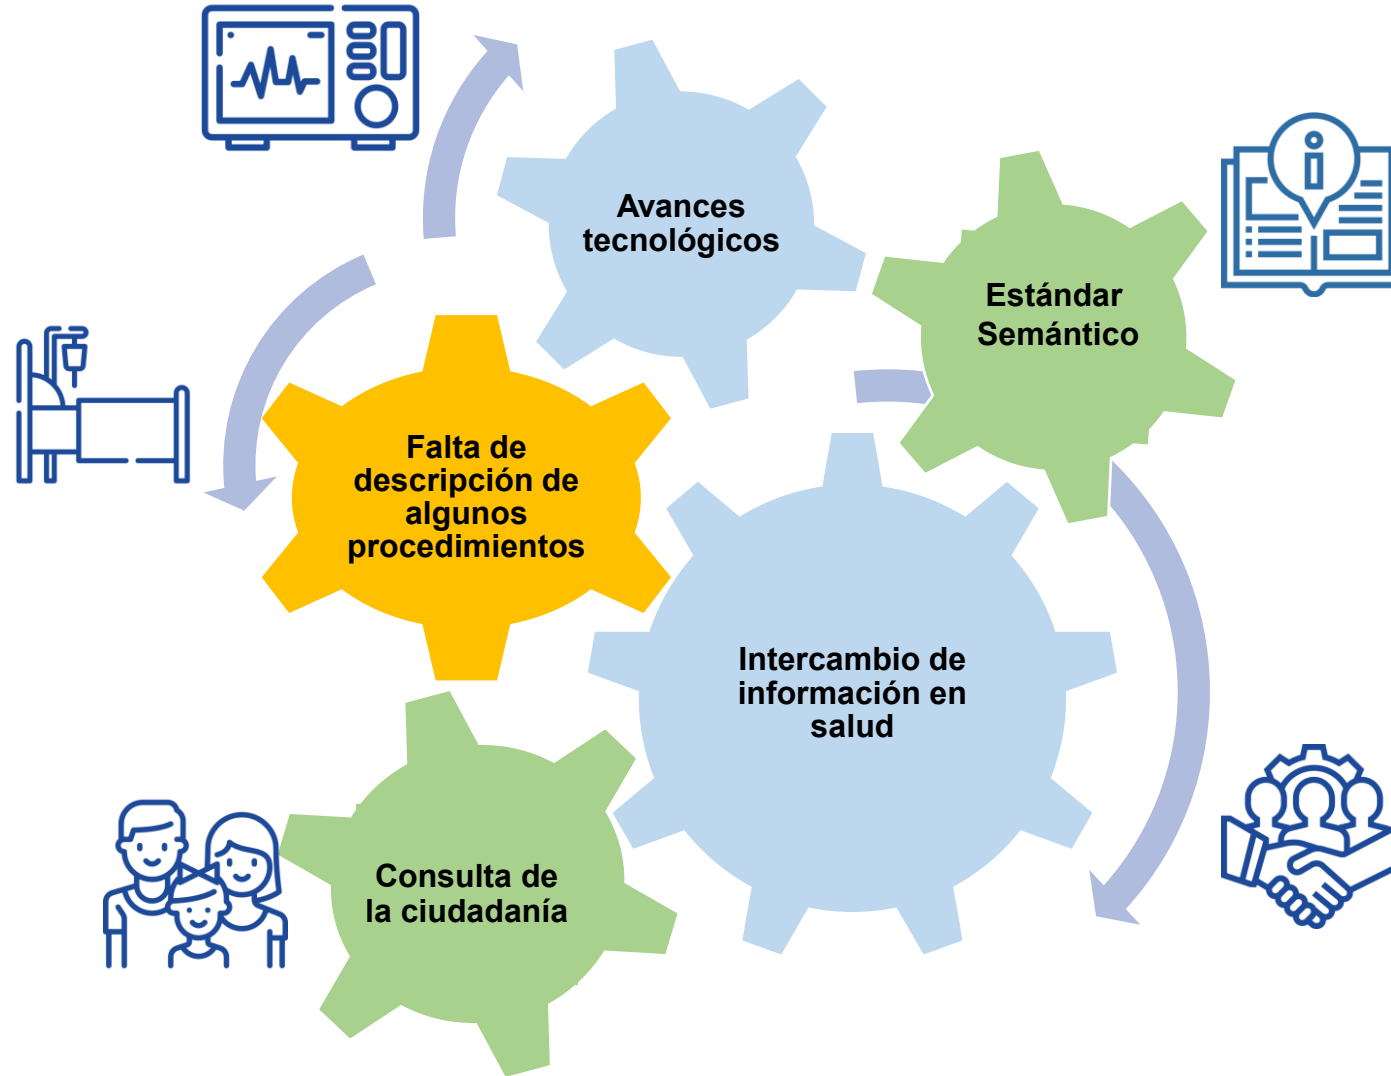 Avances
tecnológicos
Estándar
Semántico
Falta de
descripción de
algunos
procedimientos
Intercambio de
información en
salud
Consulta de
la ciudadanía